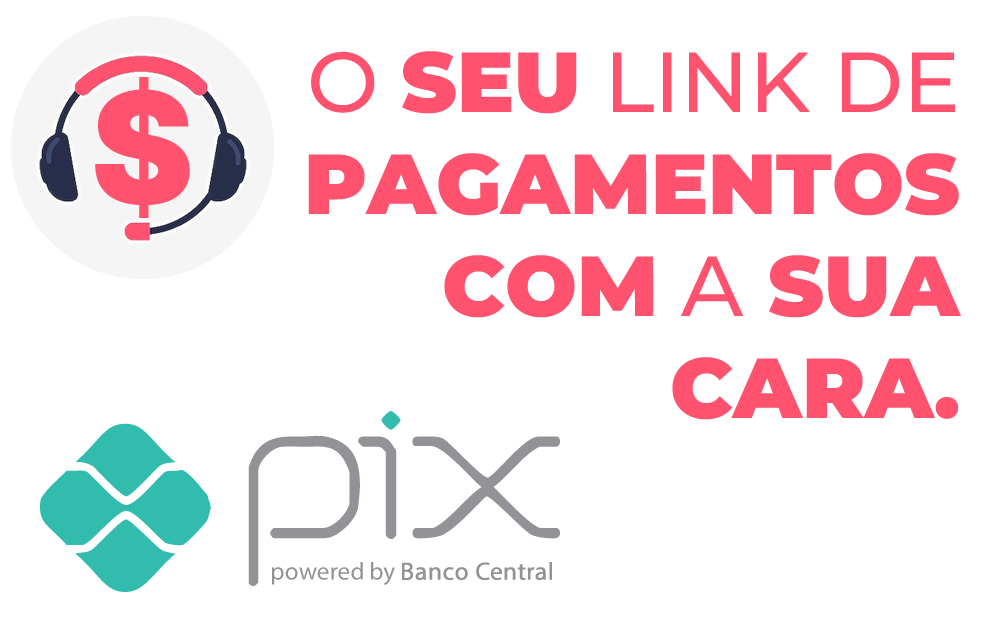 O SEU LINK DE
PAGAMENTOS
COM A SUA
CARA.
pix
powered by Banco Central